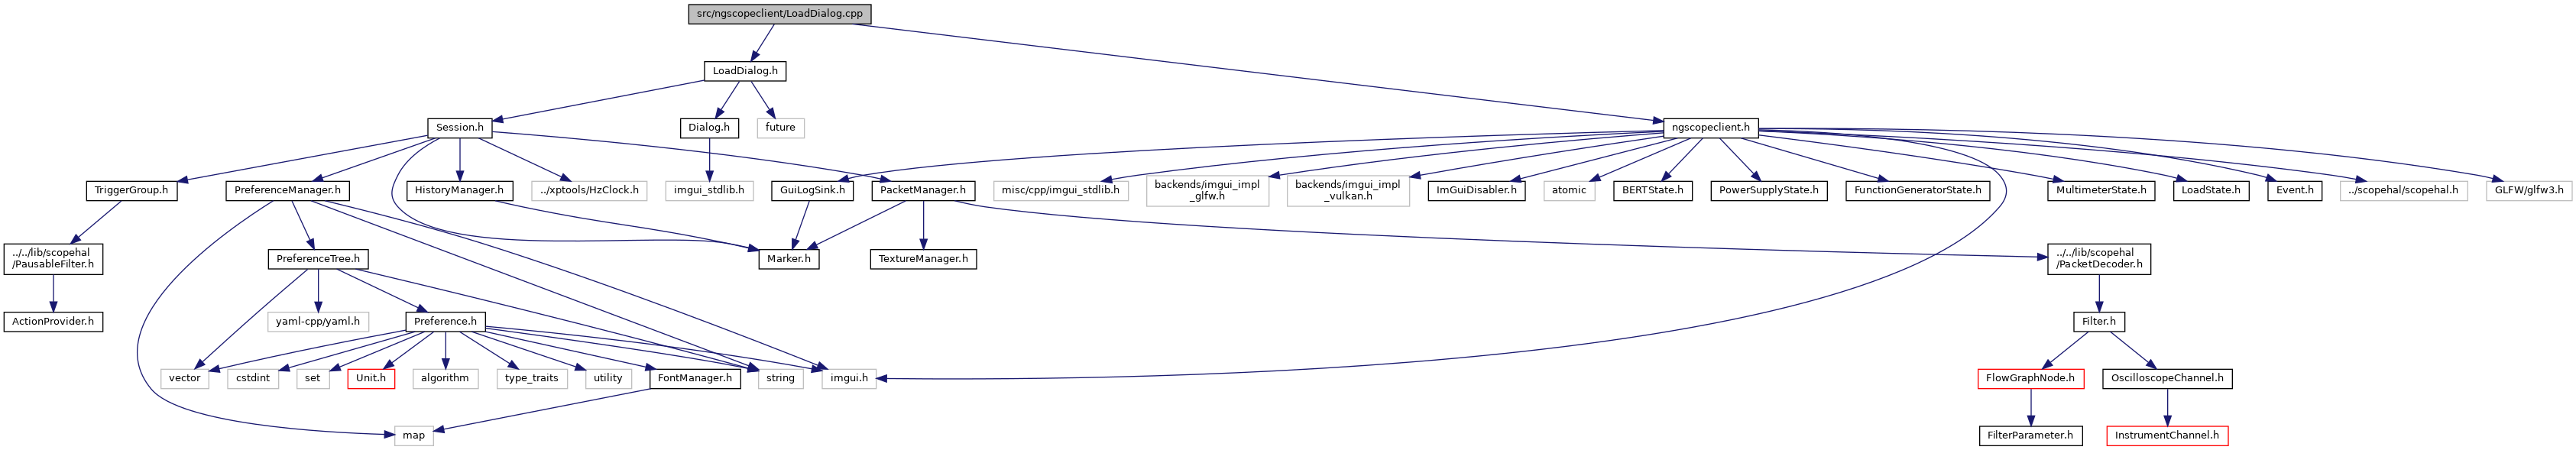 src/ngscopeclient/LoadDialog.cpp
LoadDialog.h
Session.h
Dialog.h
future
ngscopeclient.h
TriggerGroup.h
PreferenceManager.h
HistoryManager.h
../xptools/HzClock.h
imgui_stdlib.h
GuiLogSink.h
PacketManager.h
misc/cpp/imgui_stdlib.h
backends/imgui_impl
_glfw.h
backends/imgui_impl
_vulkan.h
ImGuiDisabler.h
atomic
BERTState.h
PowerSupplyState.h
FunctionGeneratorState.h
MultimeterState.h
LoadState.h
Event.h
../scopehal/scopehal.h
GLFW/glfw3.h
../../lib/scopehal
/PausableFilter.h
PreferenceTree.h
Marker.h
TextureManager.h
../../lib/scopehal
/PacketDecoder.h
ActionProvider.h
yaml-cpp/yaml.h
Preference.h
Filter.h
vector
cstdint
set
Unit.h
algorithm
type_traits
utility
FontManager.h
string
imgui.h
FlowGraphNode.h
OscilloscopeChannel.h
map
FilterParameter.h
InstrumentChannel.h